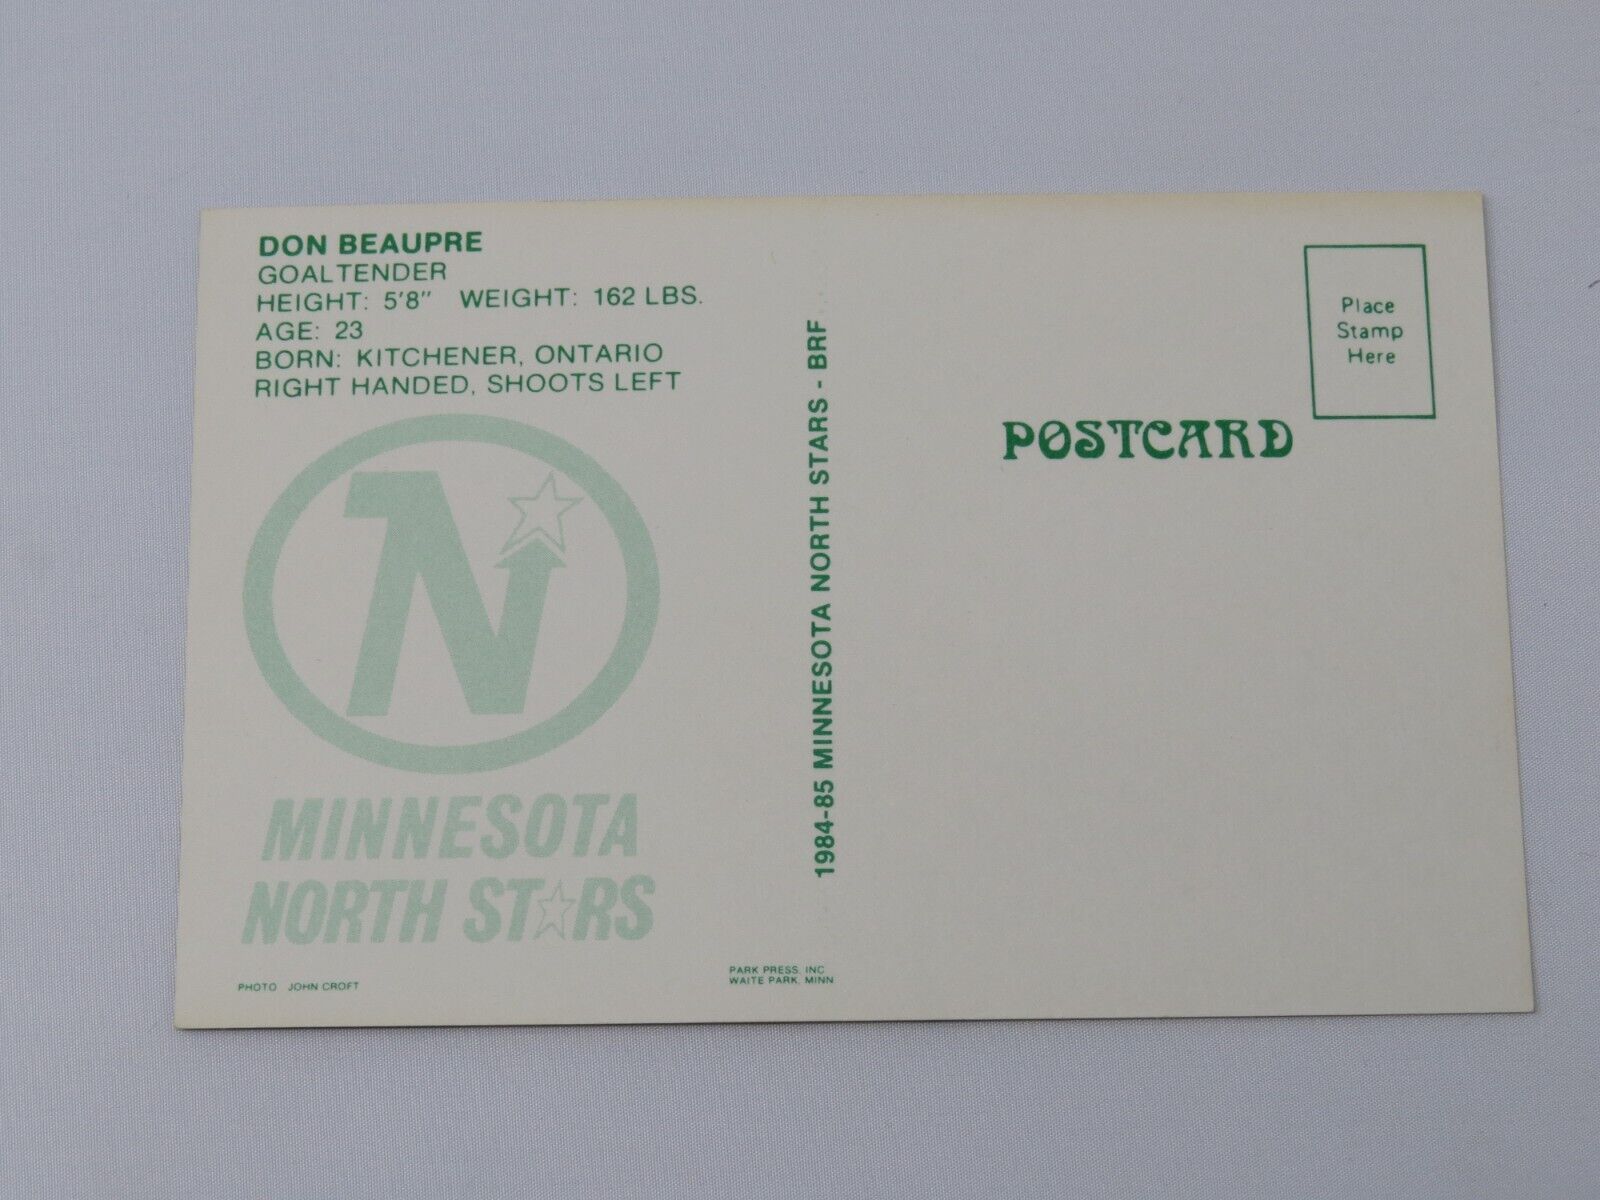 DON BEAUPRE
GOALTENDER
HEIGHT: 5'8" WEIGHT: 162 LBS.
AGE: 23
BORN: KITCHENER, ONTARIO
RIGHT HANDED, SHOOTS LEFT
N
MINNESOTA
NORTH STARS
PHOTO JOHN CROFT
PARK PRESS, INC
WAITE PARK, MINN
1984-85 MINNESOTA NORTH STARS - BRF
Place
Stamp
Here
POSTCARD